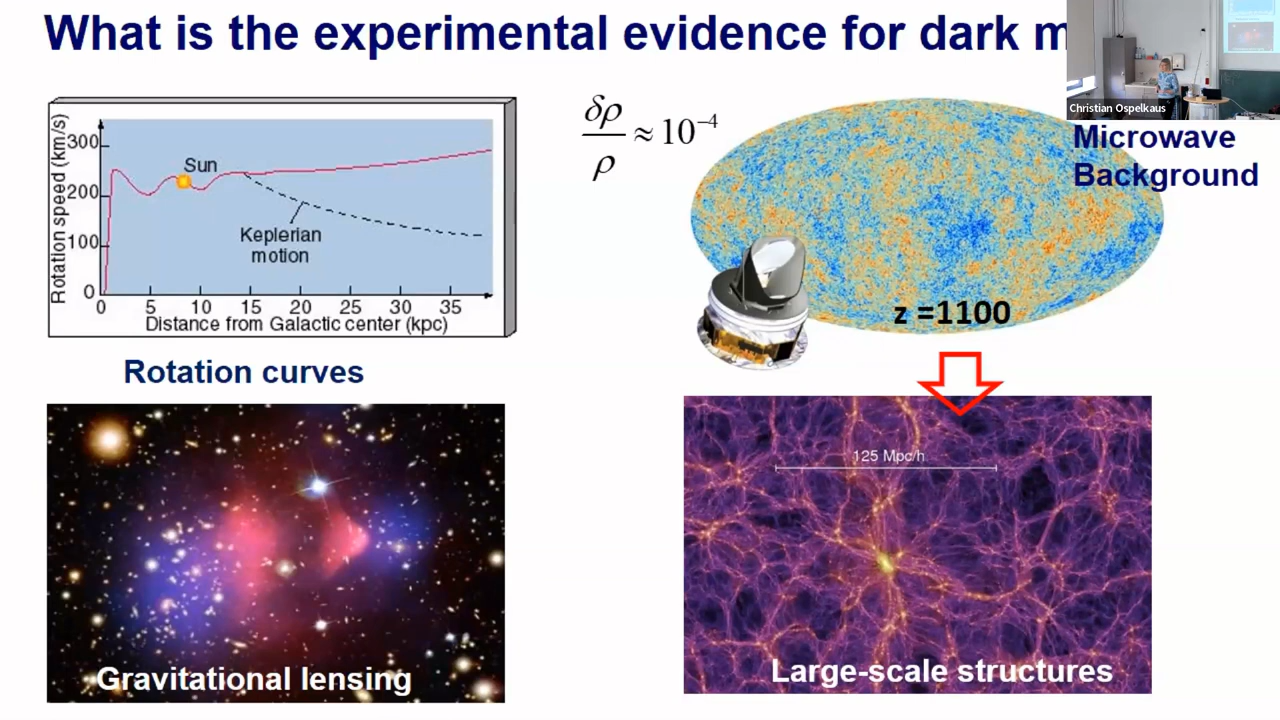 What is the experimental evidence for dark m
Christian Ospelkaus
Rotation speed (km/s)
300
200
100
0
Sun
Keplerian
motion
0 5 10 15 20 25 30 35
Distance from Galactic center (kpc)
Rotation curves
δρ
ρ
≈ 10⁻⁴
Microwave
Background
z =1100
Gravitational lensing
125 Mpc/h
Large-scale structures